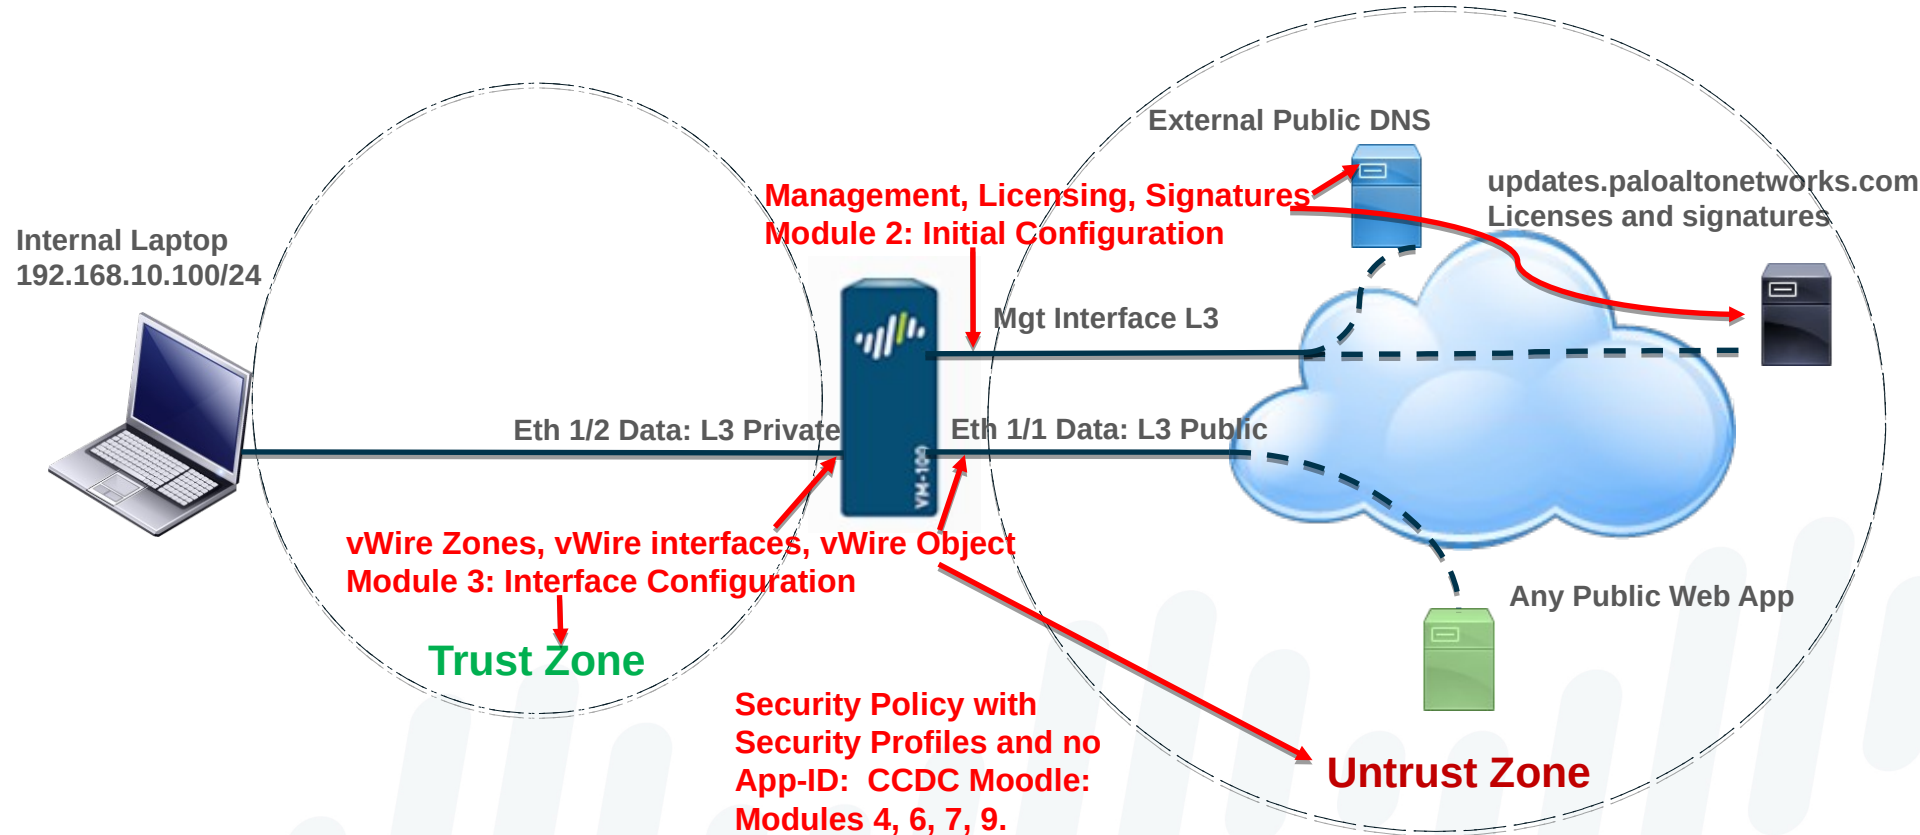 External Public DNS
updates.paloaltonetworks.com
Licenses and signatures
Management, Licensing, Signatures
Module 2: Initial Configuration
Internal Laptop
192.168.10.100/24
Mgt Interface L3
Eth 1/2 Data: L3 Private
Eth 1/1 Data: L3 Public
VM-100
vWire Zones, vWire interfaces, vWire Object
Module 3: Interface Configuration
Any Public Web App
Trust Zone
Security Policy with
Security Profiles and no
App-ID:  CCDC Moodle:
Modules 4, 6, 7, 9.
Untrust Zone